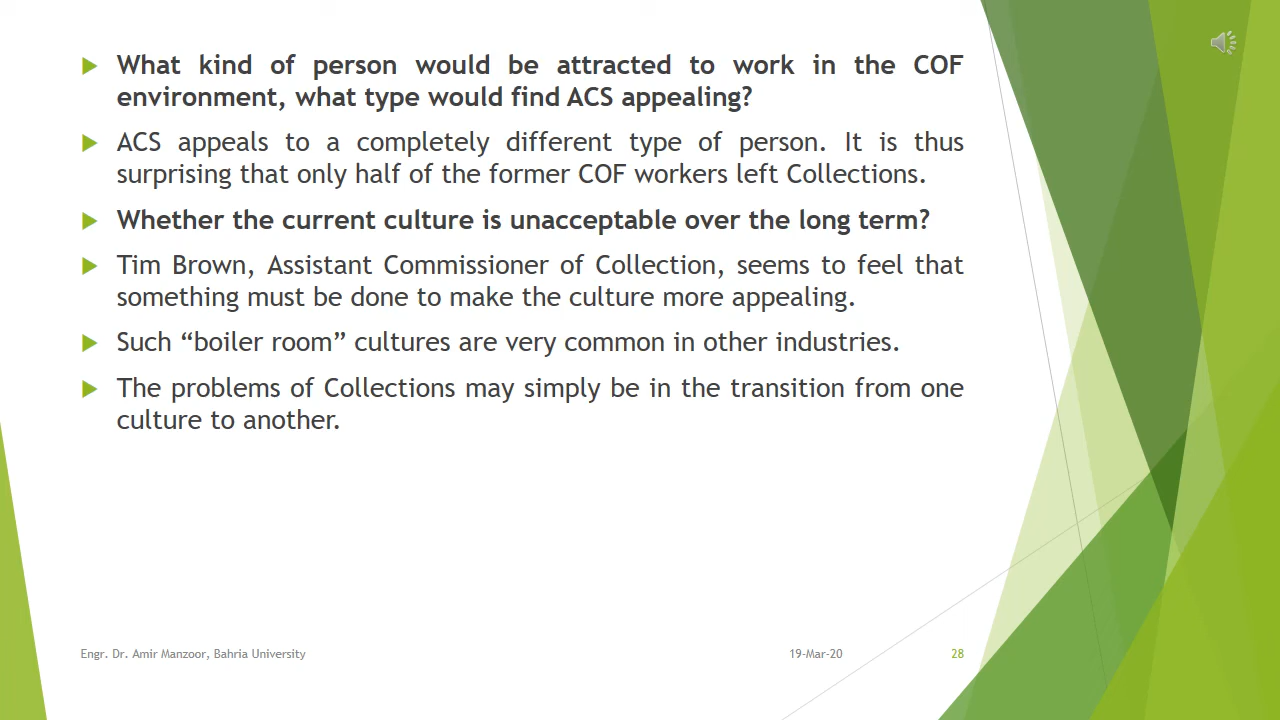 What kind of person would be attracted to work in the COF
environment, what type would find ACS appealing?
ACS appeals to a completely different type of person. It is thus
surprising that only half of the former COF workers left Collections.
Whether the current culture is unacceptable over the long term?
Tim Brown, Assistant Commissioner of Collection, seems to feel that
something must be done to make the culture more appealing.
Such “boiler room” cultures are very common in other industries.
The problems of Collections may simply be in the transition from one
culture to another.
Engr. Dr. Amir Manzoor, Bahria University
19-Mar-20
28